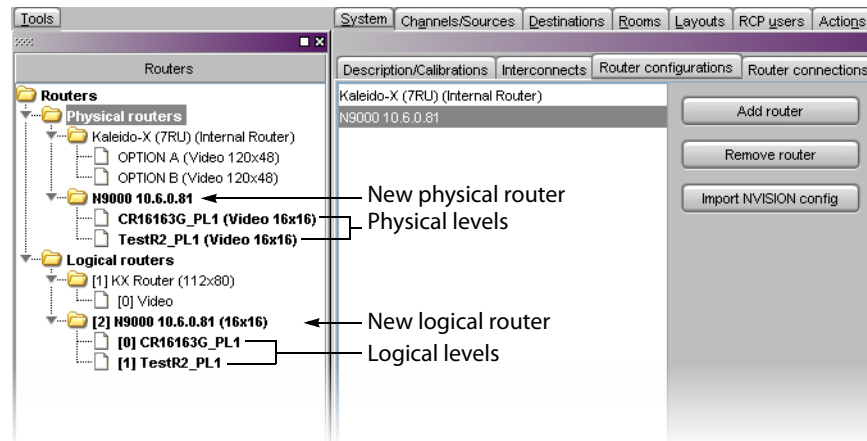 Tools
System
Channels/Sources
Destinations
Rooms
Layouts
RCP users
Actions
Routers
Description/Calibrations
Interconnects
Router configurations
Router connections
Routers
Physical routers
Kaleido-X (7RU) (Internal Router)
OPTION A (Video 120x48)
OPTION B (Video 120x48)
N9000 10.6.0.81
CR16163G_PL1 (Video 16x16)
TestR2_PL1 (Video 16x16)
Logical routers
[1] KX Router (112x80)
[0] Video
[2] N9000 10.6.0.81 (16x16)
[0] CR16163G_PL1
[1] TestR2_PL1
New physical router
Physical levels
New logical router
Logical levels
Kaleido-X (7RU) (Internal Router)
N9000 10.6.0.81
Add router
Remove router
Import NVISION config